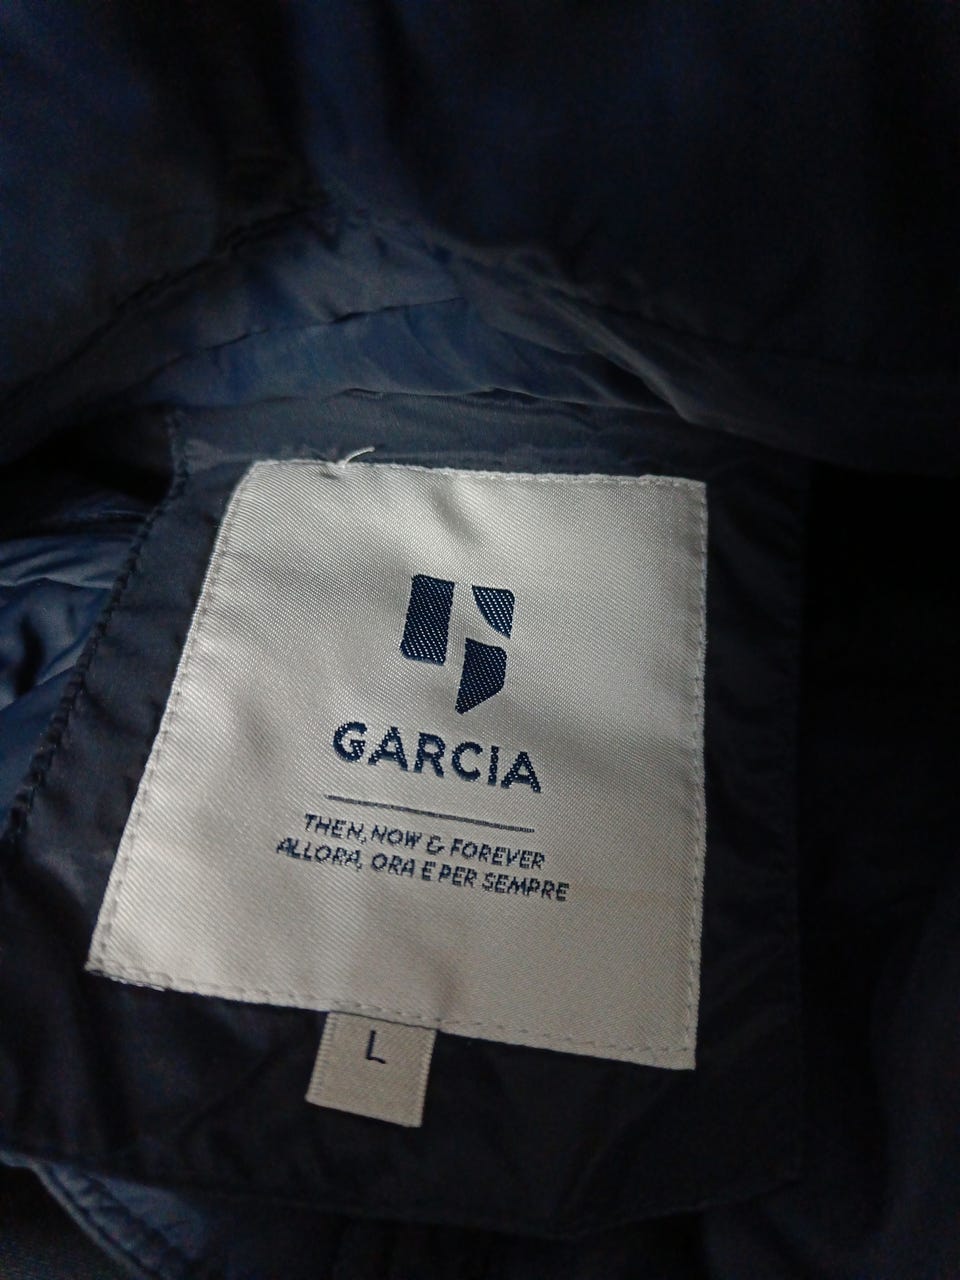 GARCIA
THEN, NOW & FOREVER
ALLORA, ORA E PER SEMPRE
L